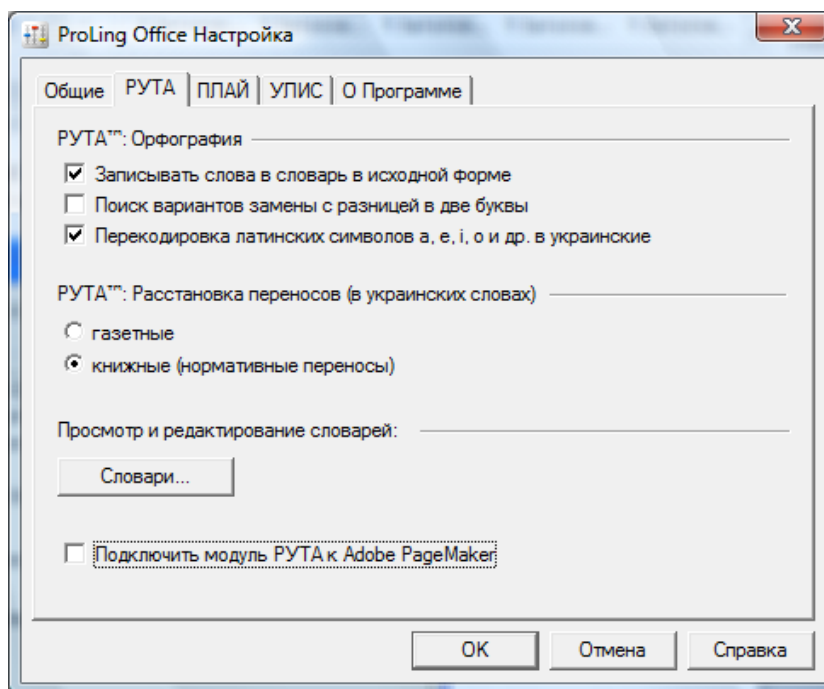 ProLing Office Настройка
Общие РУТА ПЛАЙ УЛИС О Программе
РУТА™: Орфография
Записывать слова в словарь в исходной форме
Поиск вариантов замены с разницей в две буквы
Перекодировка латинских символов a, e, i, o и др. в украинские
РУТА™: Расстановка переносов (в украинских словах)
газетные
книжные (нормативные переносы)
Просмотр и редактирование словарей:
Словари...
Подключить модуль РУТА к Adobe PageMaker
OK Отмена Справка